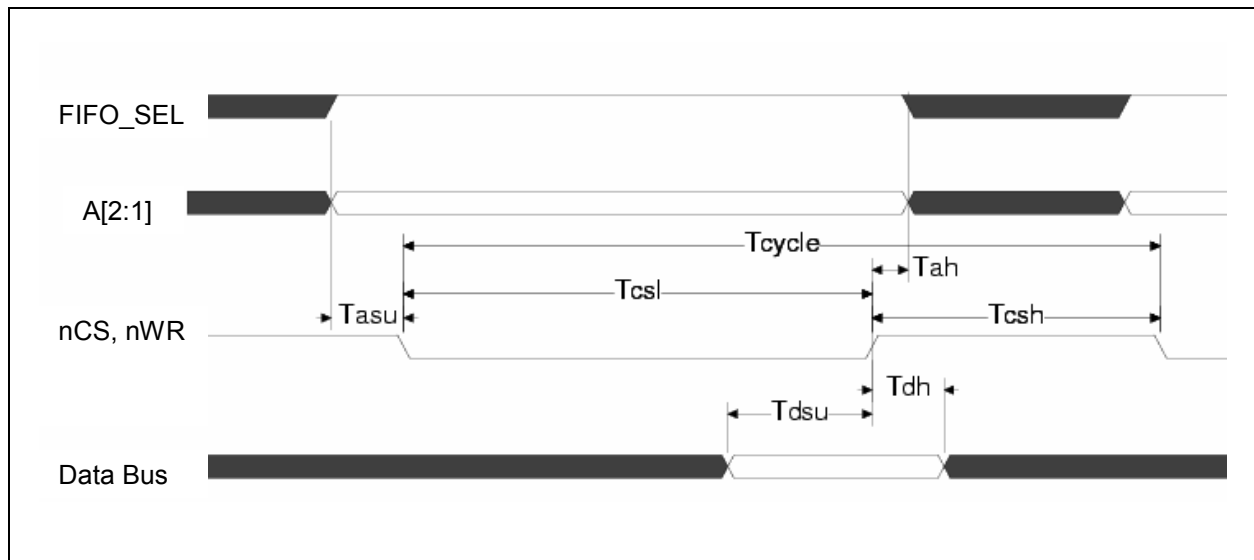 FIFO_SEL
A[2:1]
Tcycle
Tah
Tcsl
Tasu
Tcsh
nCS, nWR
Tdh
Tdsu
Data Bus